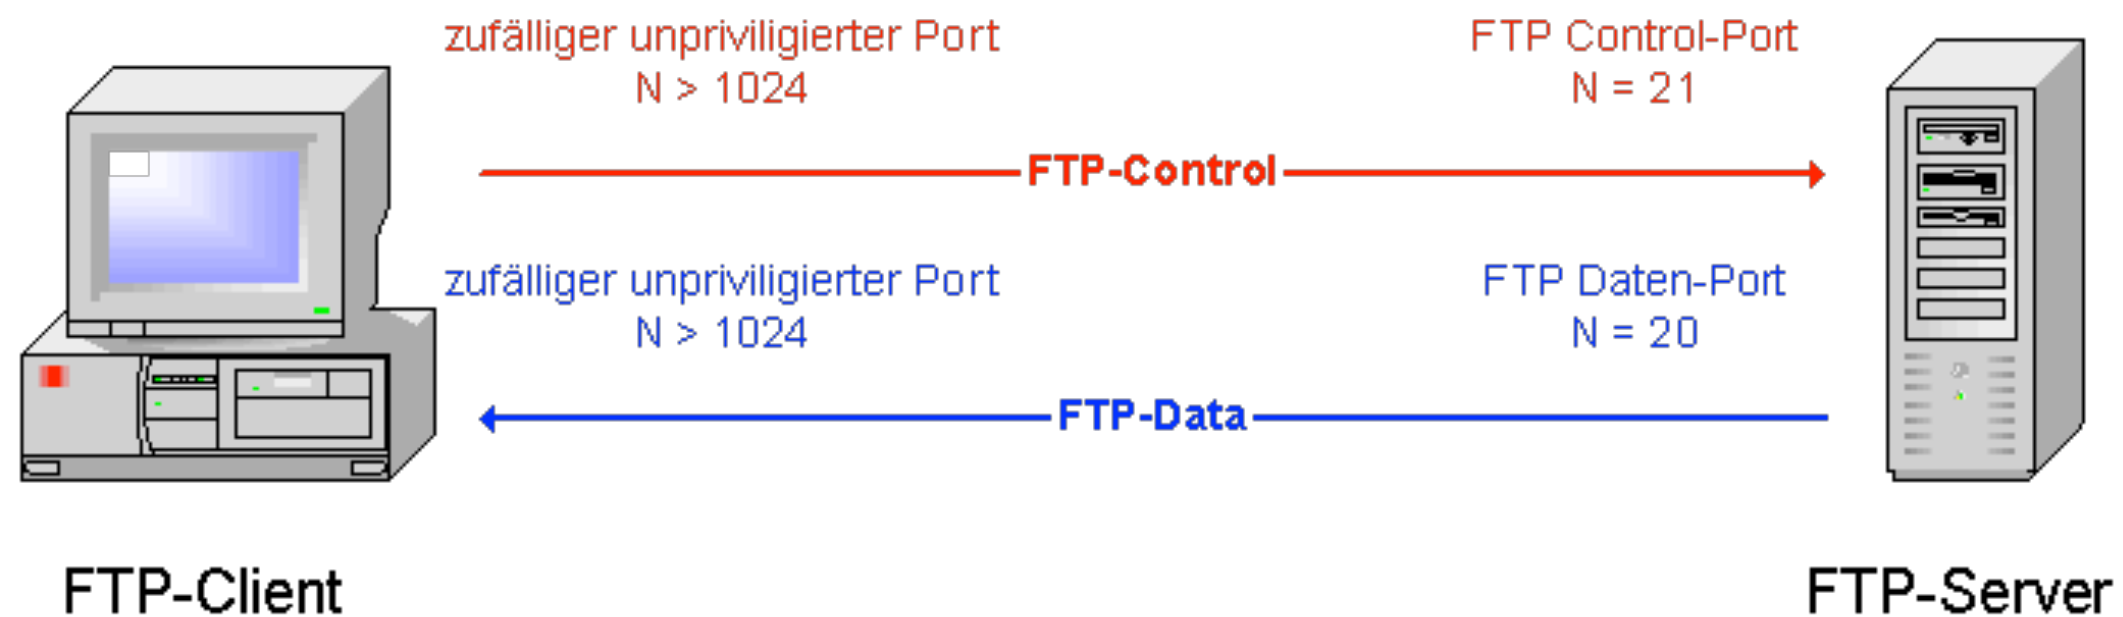 zufälliger unpriviligierter Port
N > 1024
FTP Control-Port
N = 21
FTP-Control
zufälliger unpriviligierter Port
N > 1024
FTP Daten-Port
N = 20
FTP-Data
FTP-Client
FTP-Server